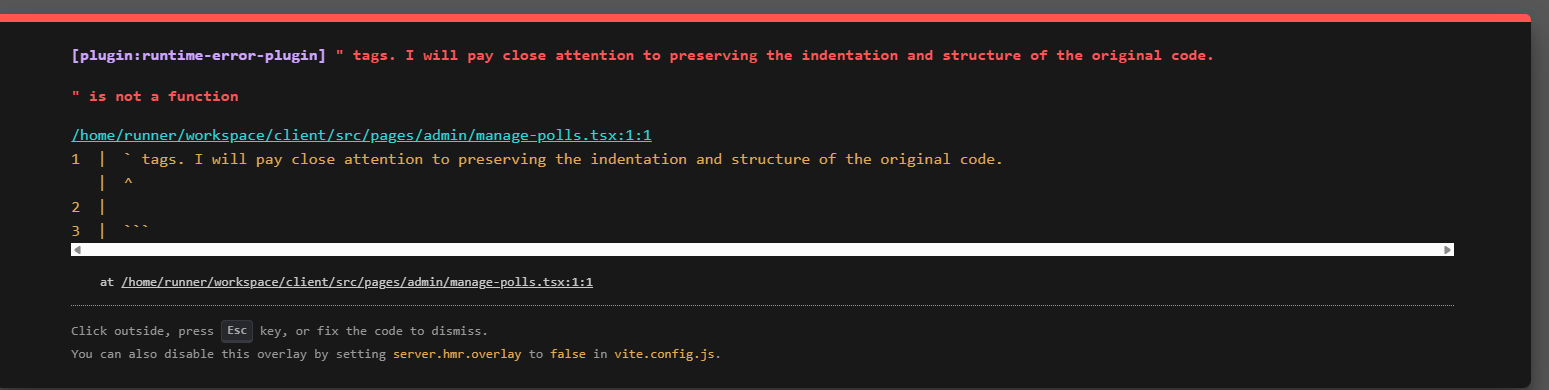 [plugin:runtime-error-plugin] " tags. I will pay close attention to preserving the indentation and structure of the original code.
" is not a function
/home/runner/workspace/client/src/pages/admin/manage-polls.tsx:1:1
1  |  ` tags. I will pay close attention to preserving the indentation and structure of the original code.
   |  ^
2  |
3  |  ```
at /home/runner/workspace/client/src/pages/admin/manage-polls.tsx:1:1
Click outside, press Esc key, or fix the code to dismiss.
You can also disable this overlay by setting server.hmr.overlay to false in vite.config.js.